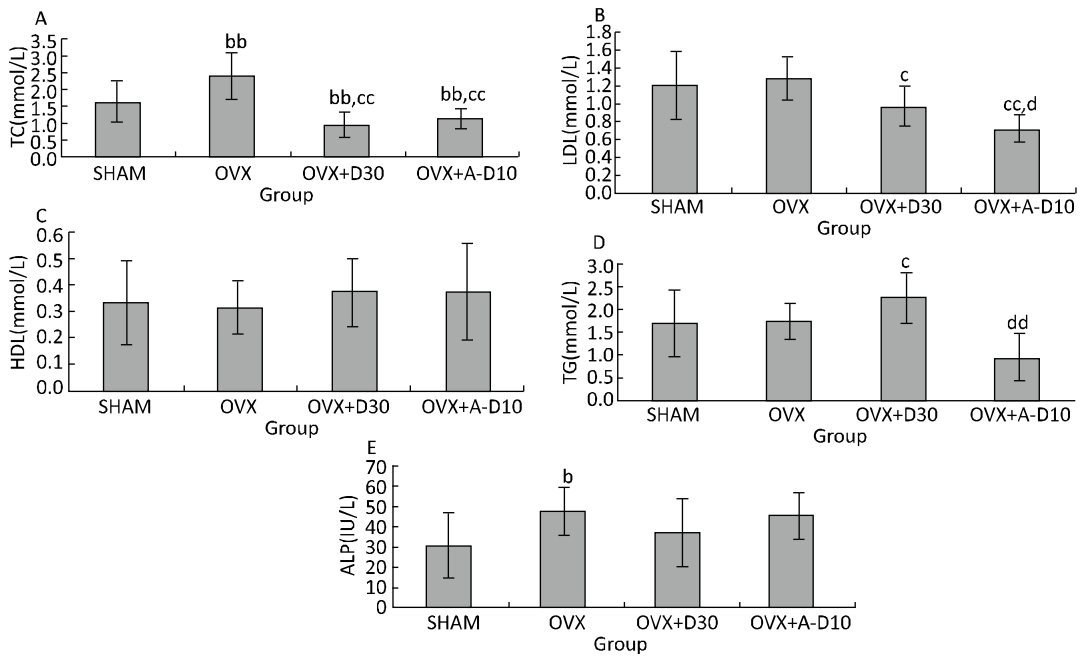 A
TC(mmol/L)
3.5
3.0
2.5
2.0
1.5
1.0
0.5
0.0
bb
bb,cc
bb,cc
SHAM OVX OVX+D30 OVX+A-D10
Group
B
LDL(mmol/L)
1.8
1.6
1.4
1.2
1.0
0.8
0.6
0.4
0.2
0.0
c
cc,d
SHAM OVX OVX+D30 OVX+A-D10
Group
C
HDL(mmol/L)
0.6
0.5
0.4
0.3
0.2
0.1
0.0
SHAM OVX OVX+D30 OVX+A-D10
Group
D
TG(mmol/L)
3.0
2.5
2.0
1.5
1.0
0.5
0.0
c
dd
SHAM OVX OVX+D30 OVX+A-D10
Group
E
ALP(IU/L)
70
60
50
40
30
20
10
0
b
SHAM OVX OVX+D30 OVX+A-D10
Group